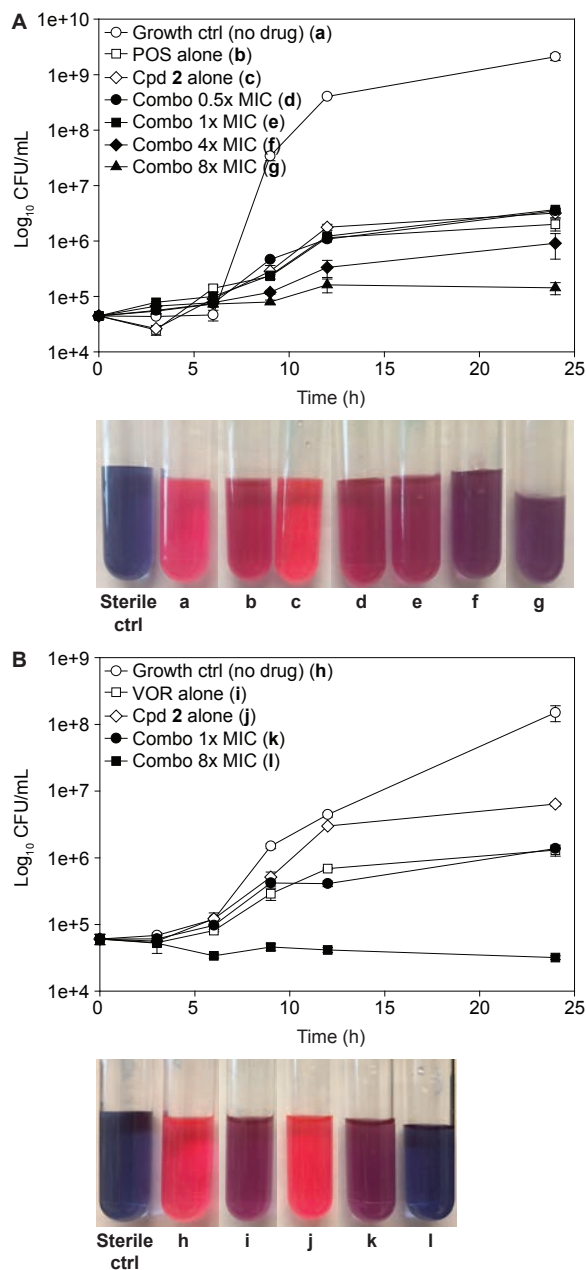 A
1e+10
1e+9
1e+8
1e+7
1e+6
1e+5
1e+4
Log₁₀ CFU/mL
Growth ctrl (no drug) (a)
POS alone (b)
Cpd 2 alone (c)
Combo 0.5x MIC (d)
Combo 1x MIC (e)
Combo 4x MIC (f)
Combo 8x MIC (g)
0 5 10 15 20 25
Time (h)
Sterile ctrl a b c d e f g
B
1e+9
1e+8
1e+7
1e+6
1e+5
1e+4
Log₁₀ CFU/mL
Growth ctrl (no drug) (h)
VOR alone (i)
Cpd 2 alone (j)
Combo 1x MIC (k)
Combo 8x MIC (l)
0 5 10 15 20 25
Time (h)
Sterile ctrl h i j k l